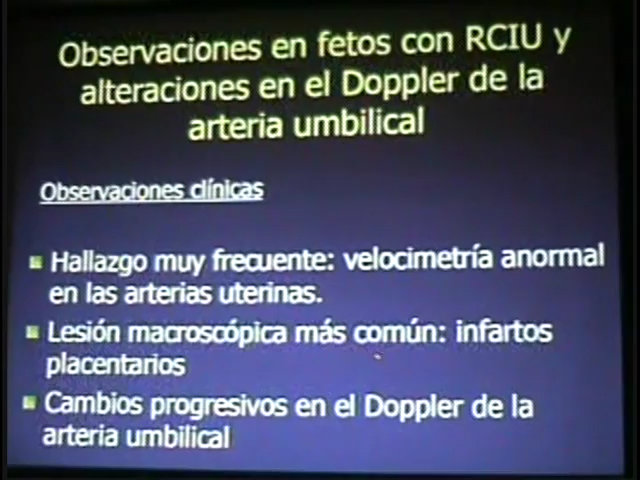 Observaciones en fetos con RCIU y
alteraciones en el Doppler de la
arteria umbilical
Observaciones clínicas
Hallazgo muy frecuente: velocimetría anormal
en las arterias uterinas.
Lesión macroscópica más común: infartos
placentarios
Cambios progresivos en el Doppler de la
arteria umbilical